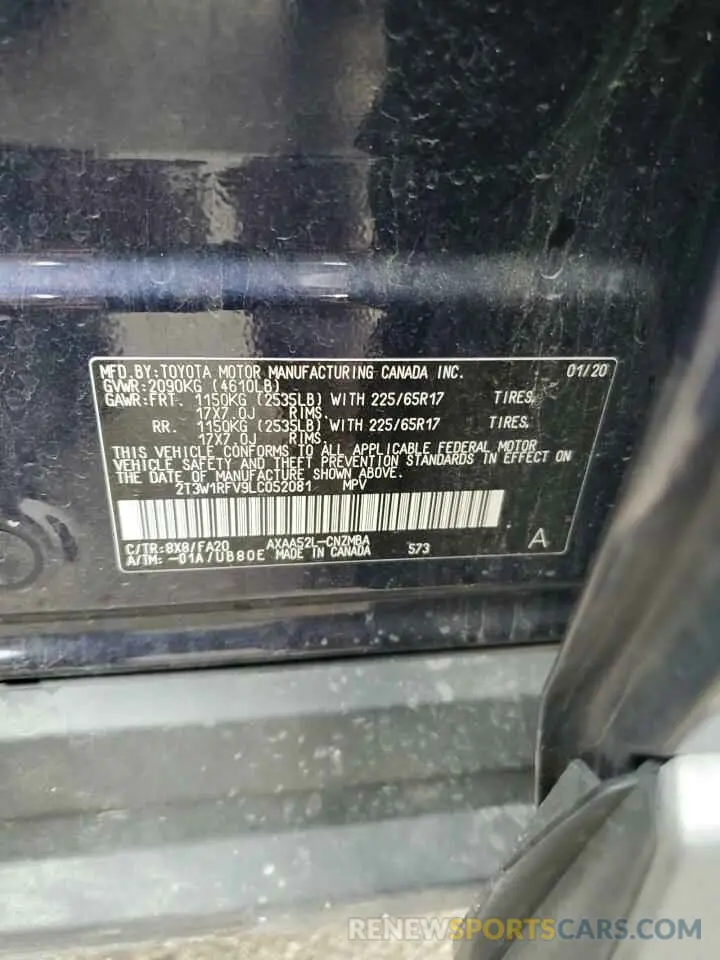 MFD.BY:TOYOTA MOTOR MANUFACTURING CANADA INC. 01/20
GVWR:2090KG (4610LB)
GAWR:FRT. 1150KG (2535LB) WITH 225/65R17 TIRES,
17X7.0J RIMS,
RR. 1150KG (2535LB) WITH 225/65R17 TIRES,
17X7.0J RIMS,
THIS VEHICLE CONFORMS TO ALL APPLICABLE FEDERAL MOTOR
VEHICLE SAFETY AND THEFT PREVENTION STANDARDS IN EFFECT ON
THE DATE OF MANUFACTURE SHOWN ABOVE.
2T3W1RFV9LC052081 MPV
C/TR:8X8/FA20 AXAA52L-CNZMBA
A/TM:-01A/UB80E MADE IN CANADA S73 A
RENEWSPORTSCARS.COM